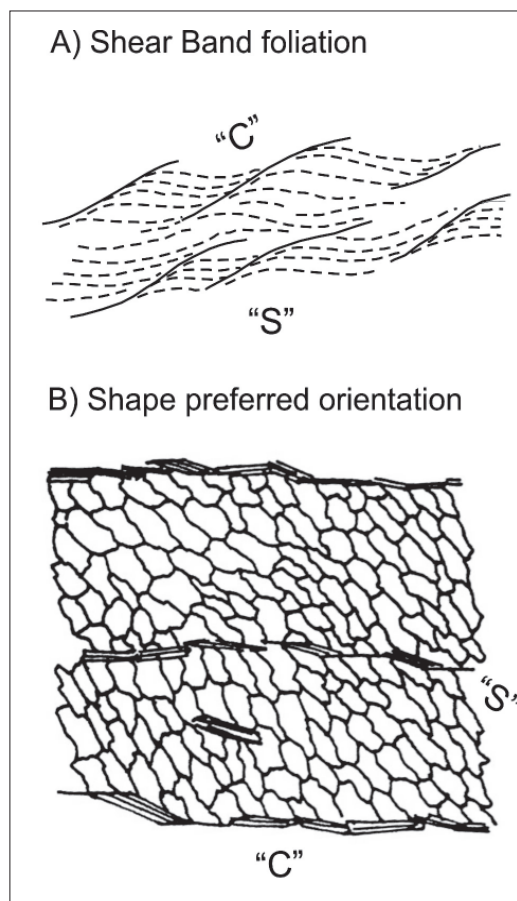 A) Shear Band foliation
“C”
“S”
B) Shape preferred orientation
“S”
“C”